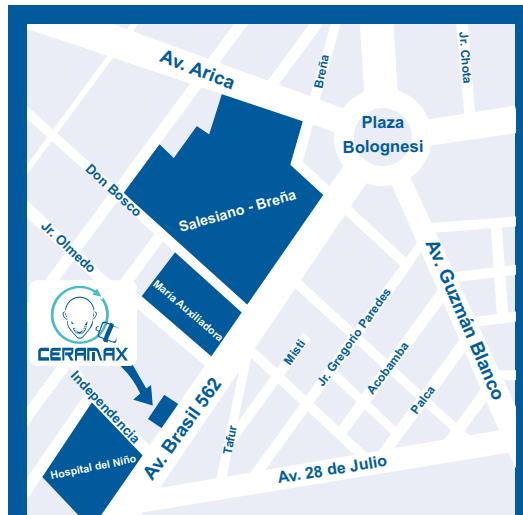 Jr. Chota
Av. Arica
Breña
Plaza
Bolognesi
Don Bosco
Salesiano - Breña
Jr. Olmedo
María Auxiliadora
Av. Guzmán Blanco
CERAMAX
Misti
Jr. Gregorio Paredes
Acobamba
Palca
Independencia
Av. Brasil 562
Tafur
Hospital del Niño
Av. 28 de Julio